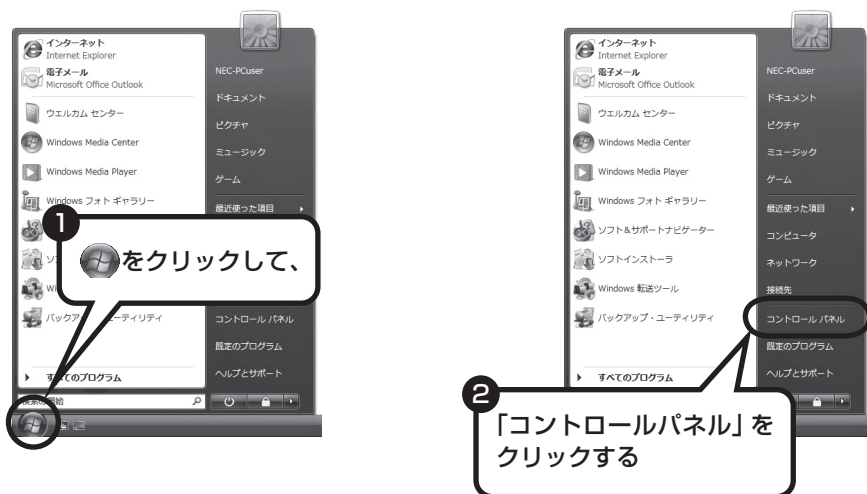 インターネット
Internet Explorer
電子メール
Microsoft Office Outlook
ウエルカム センター
Windows Media Center
Windows Media Player
Windows フォト ギャラリー
バックア
ーティリティ
すべてのプログラム
検索の開始
NEC-PCuser
ドキュメント
ピクチャ
ミュージック
ゲーム
最近使った項目
コントロール パネル
既定のプログラム
ヘルプとサポート
1
をクリックして、
インターネット
Internet Explorer
電子メール
Microsoft Office Outlook
ウエルカム センター
Windows Media Center
Windows Media Player
Windows フォト ギャラリー
ソフト&サポートナビゲーター
ソフトインストーラ
Windows 転送ツール
バックアップ・ユーティリティ
すべてのプログラム
NEC-PCuser
ドキュメント
ピクチャ
ミュージック
ゲーム
最近使った項目
コンピュータ
ネットワーク
接続先
コントロール パネル
既定のプログラム
ヘルプとサポート
2
「コントロールパネル」を
クリックする